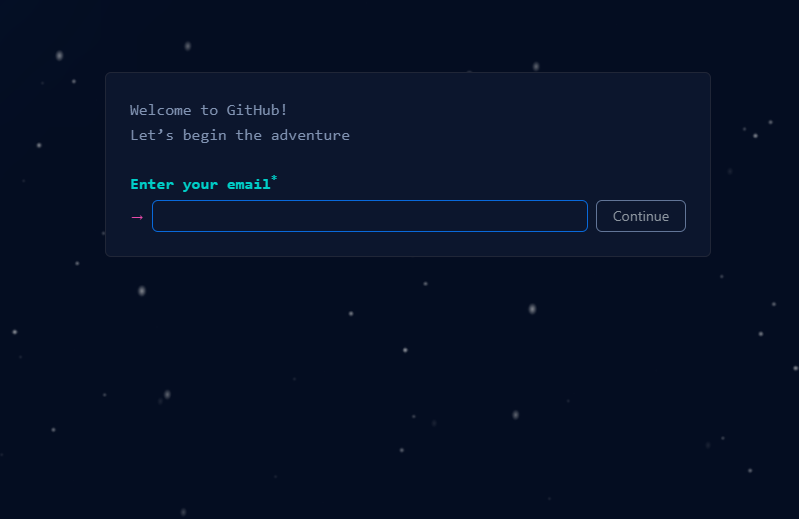 Welcome to GitHub!
Let’s begin the adventure
Enter your email*
→ Continue